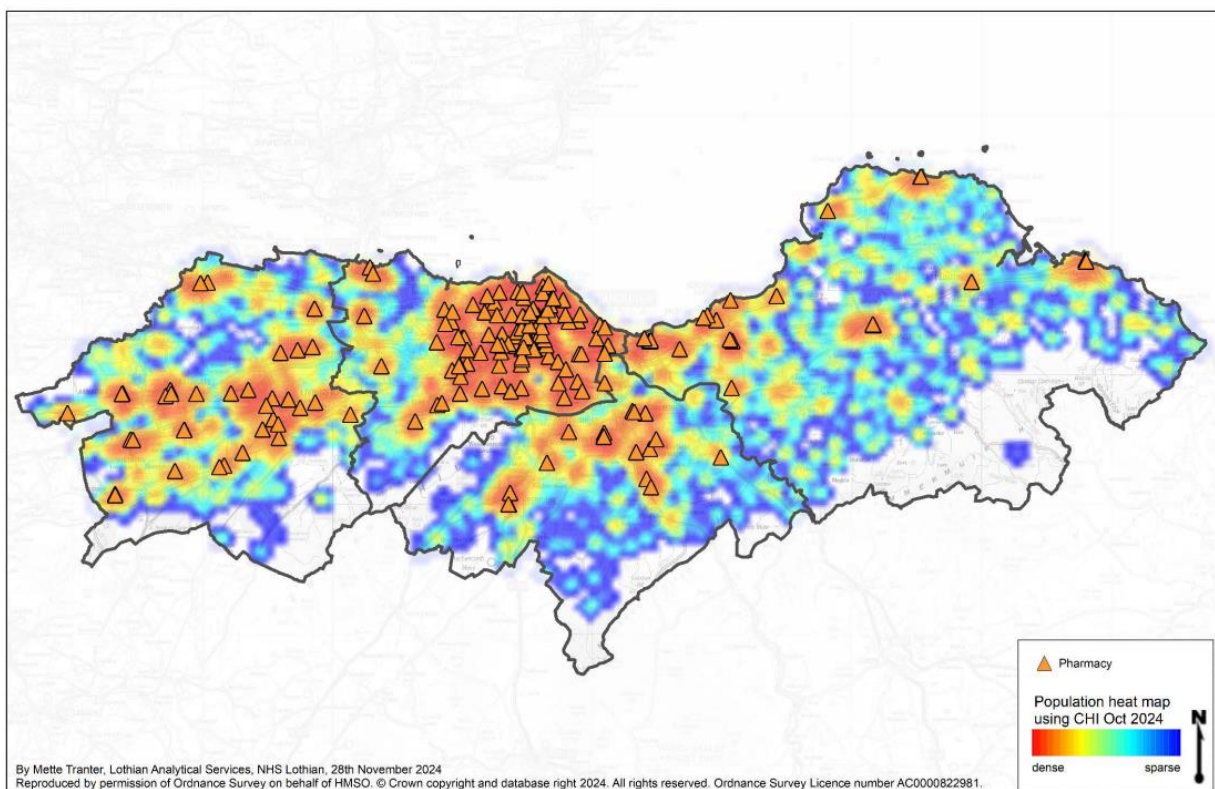 Pharmacy
Population heat map
using CHI Oct 2024
dense sparse
N
By Mette Tranter, Lothian Analytical Services, NHS Lothian, 28th November 2024
Reproduced by permission of Ordnance Survey on behalf of HMSO. © Crown copyright and database right 2024. All rights reserved. Ordnance Survey Licence number AC0000822981.